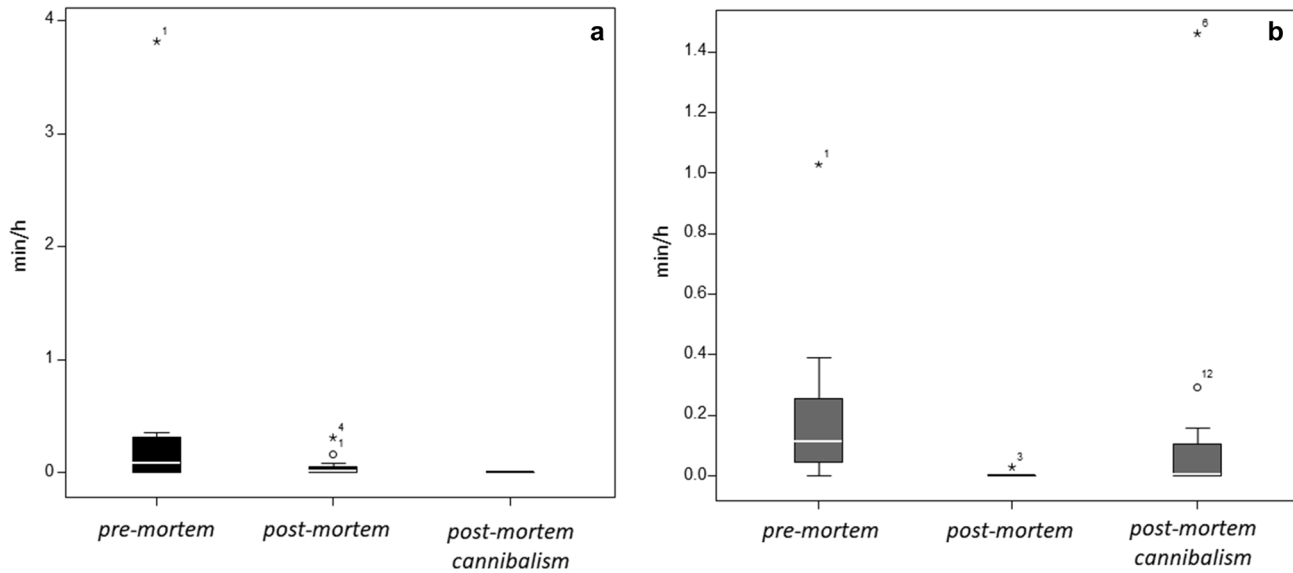 a
min/h
4
3
2
1
0
*1
*4
1
pre-mortem
post-mortem
post-mortem
cannibalism
b
min/h
1.4
1.2
1.0
0.8
0.6
0.4
0.2
0.0
*1
*3
*6
12
pre-mortem
post-mortem
post-mortem
cannibalism